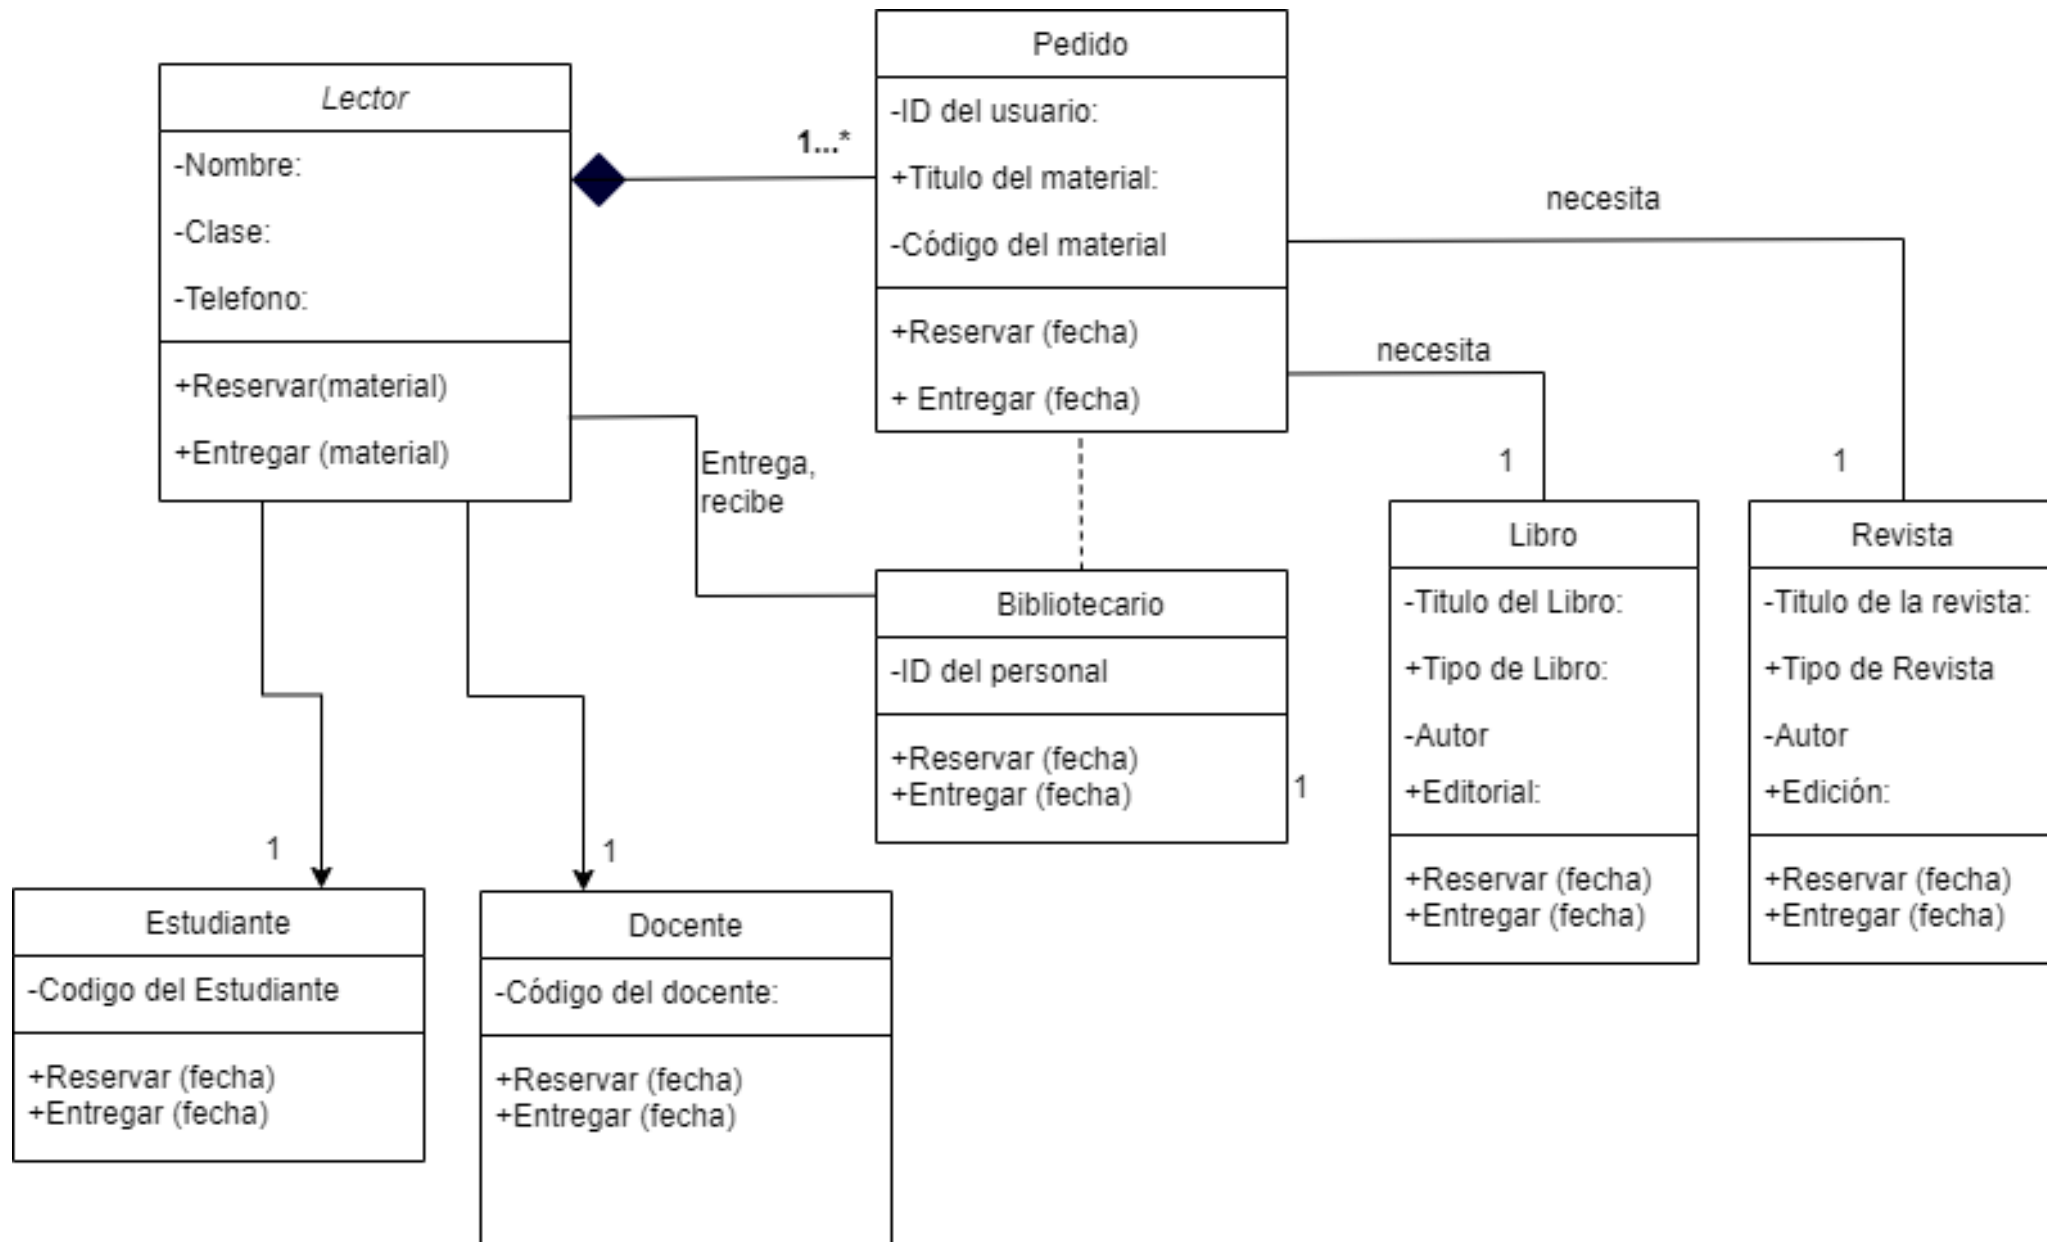 Lector
-Nombre:
-Clase:
-Telefono:
+Reservar(material)
+Entregar (material)
1...*
Pedido
-ID del usuario:
+Titulo del material:
-Código del material
+Reservar (fecha)
+ Entregar (fecha)
necesita
necesita
Entrega,
recibe
1
1
Bibliotecario
-ID del personal
+Reservar (fecha)
+Entregar (fecha)
1
Libro
-Titulo del Libro:
+Tipo de Libro:
-Autor
+Editorial:
+Reservar (fecha)
+Entregar (fecha)
Revista
-Titulo de la revista:
+Tipo de Revista
-Autor
+Edición:
+Reservar (fecha)
+Entregar (fecha)
1
1
Estudiante
-Codigo del Estudiante
+Reservar (fecha)
+Entregar (fecha)
Docente
-Código del docente:
+Reservar (fecha)
+Entregar (fecha)